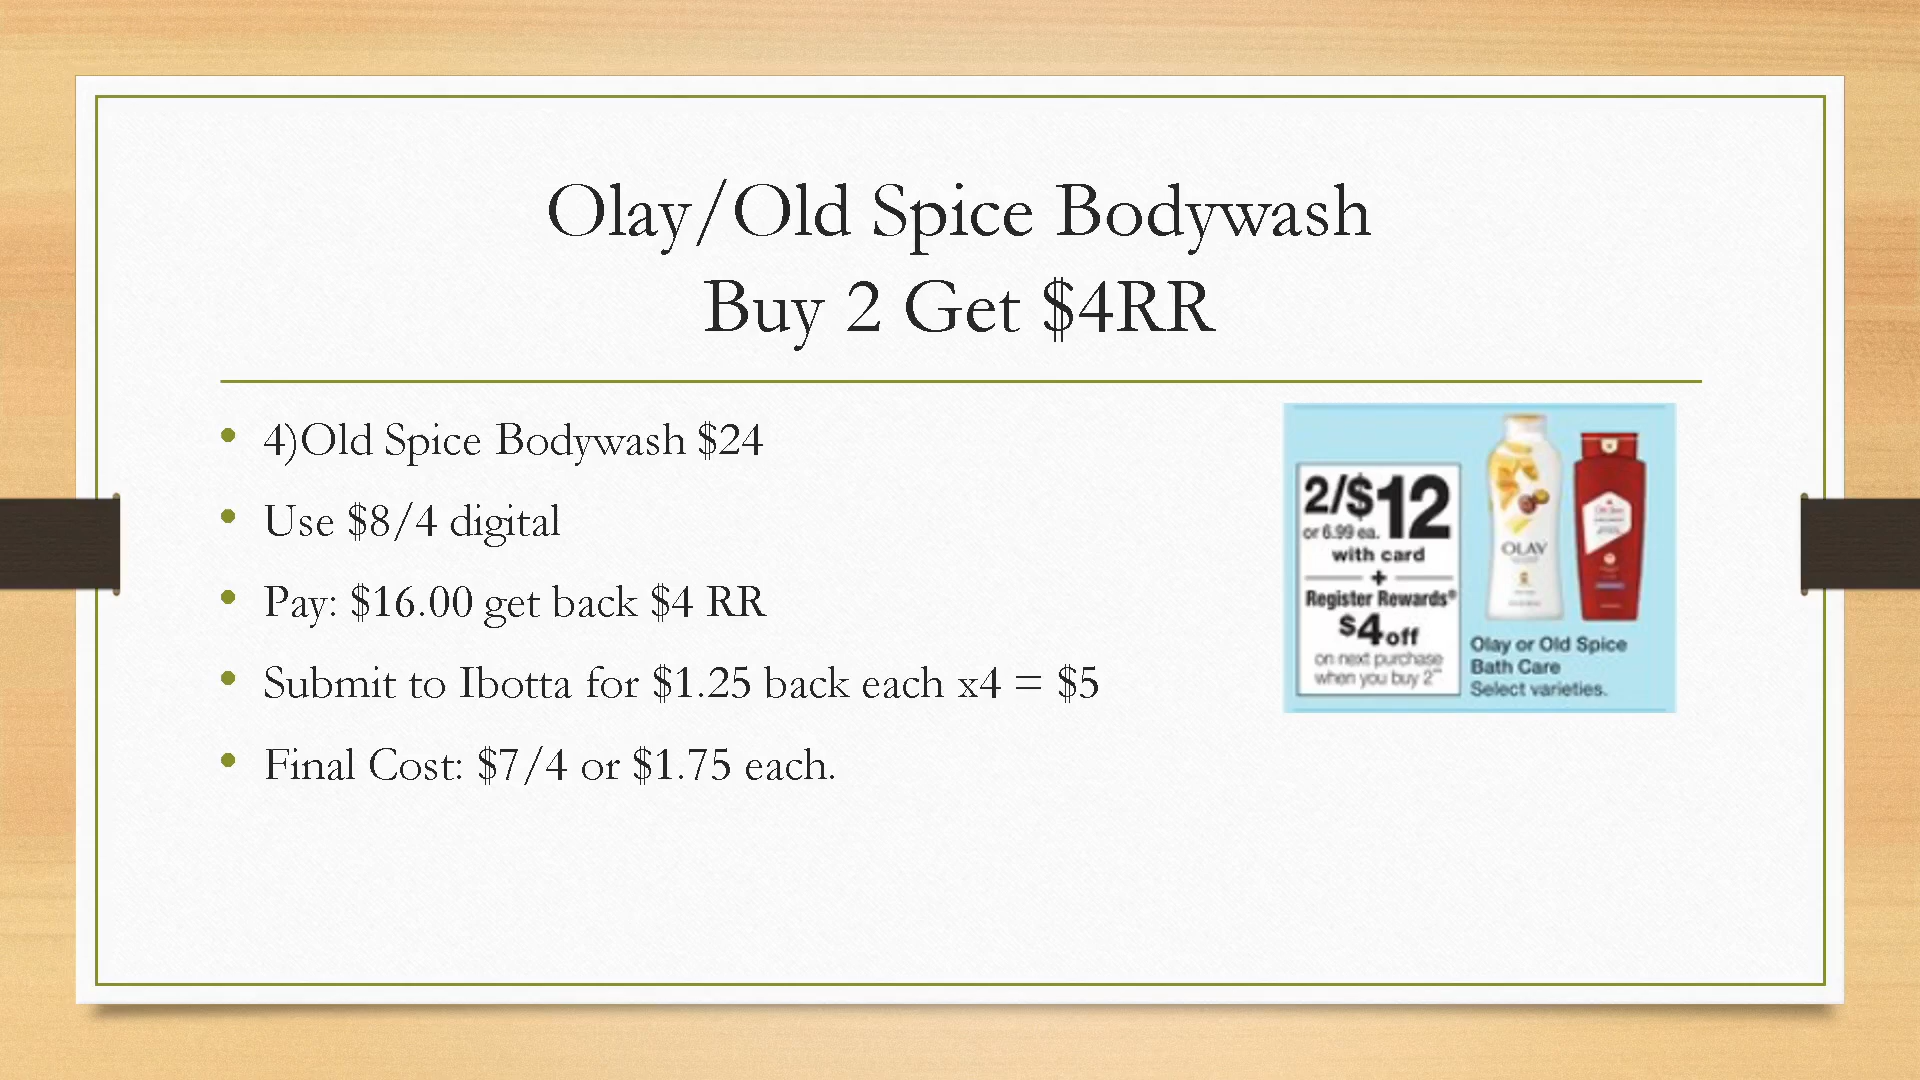 Olay/Old Spice Bodywash
Buy 2 Get $4RR
• 4)Old Spice Bodywash $24
• Use $8/4 digital
• Pay: $16.00 get back $4 RR
• Submit to Ibotta for $1.25 back each x4 = $5
• Final Cost: $7/4 or $1.75 each.
2/$12
or 6.99 ea.
with card
+
Register Rewards®
$4 off
on next purchase
when you buy 2**
OLAY
Old Spice
Olay or Old Spice
Bath Care
Select varieties.